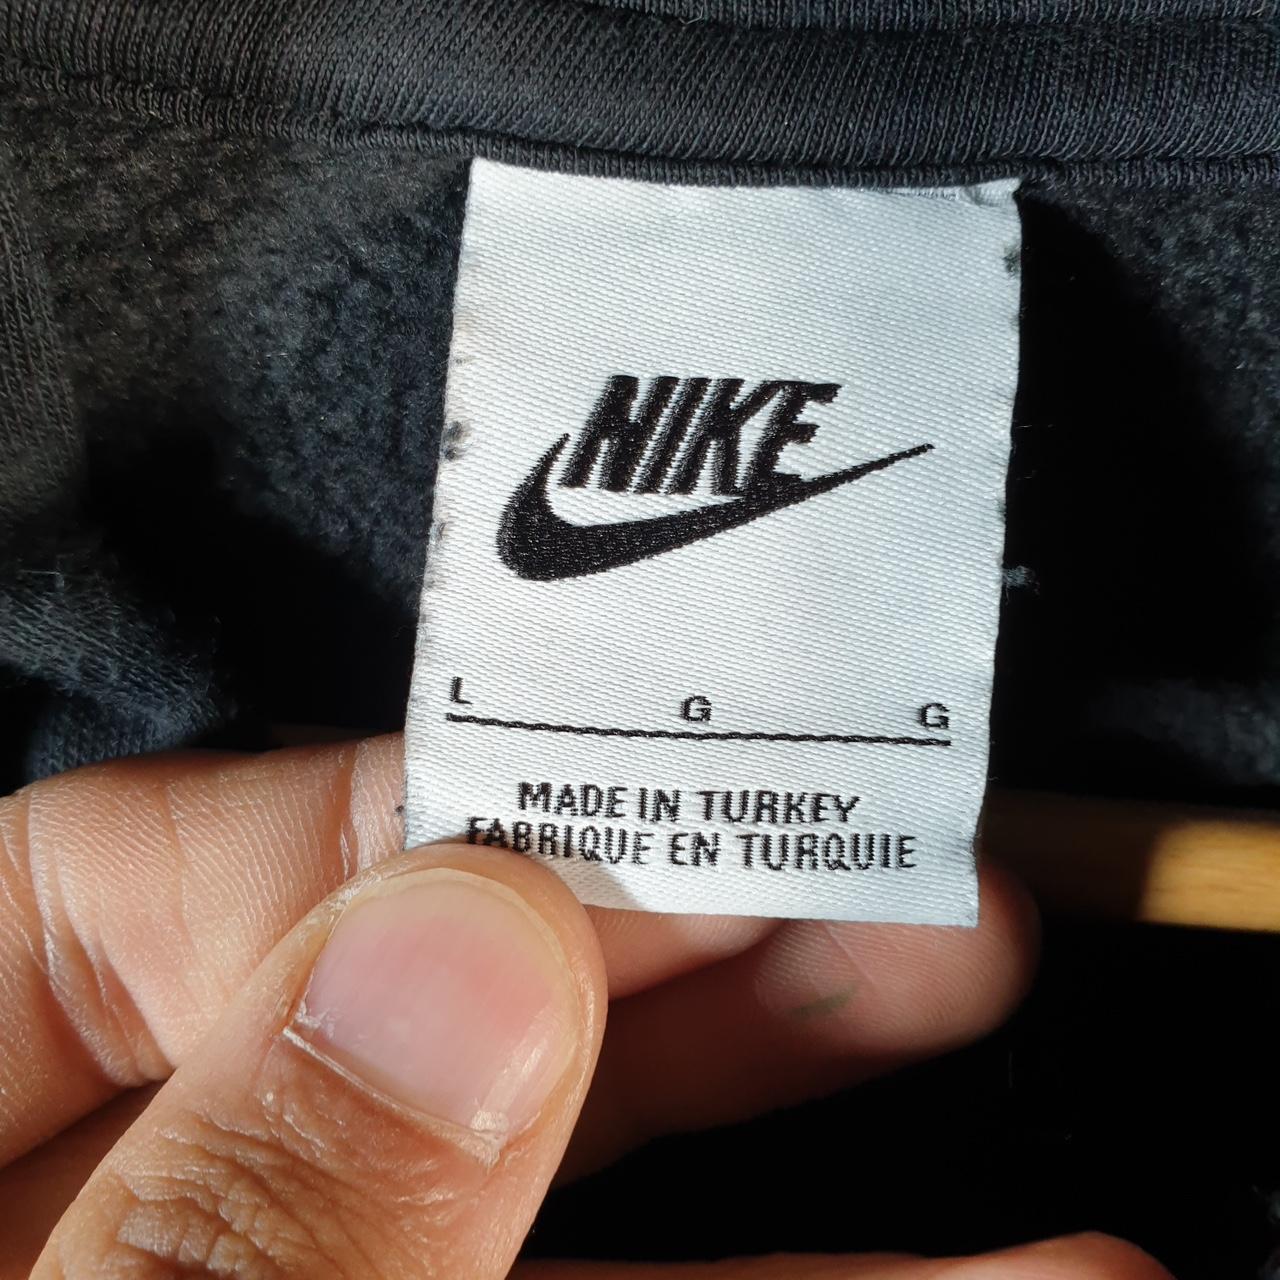 NIKE
L G G
MADE IN TURKEY
FABRIQUE EN TURQUIE